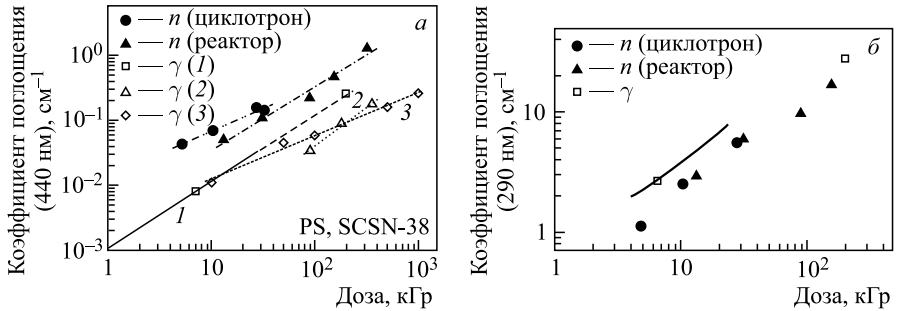 Коэффициент поглощения
(440 нм), см⁻¹
— n (циклотрон)
— n (реактор)
— γ (1)
— γ (2)
— γ (3)
а
10⁰
10⁻¹
10⁻²
10⁻³
1
2
3
PS, SCSN-38
1
10
10²
10³
Доза, кГр
Коэффициент поглощения
(290 нм), см⁻¹
— n (циклотрон)
— n (реактор)
— γ
б
10
1
1
10
10²
Доза, кГр